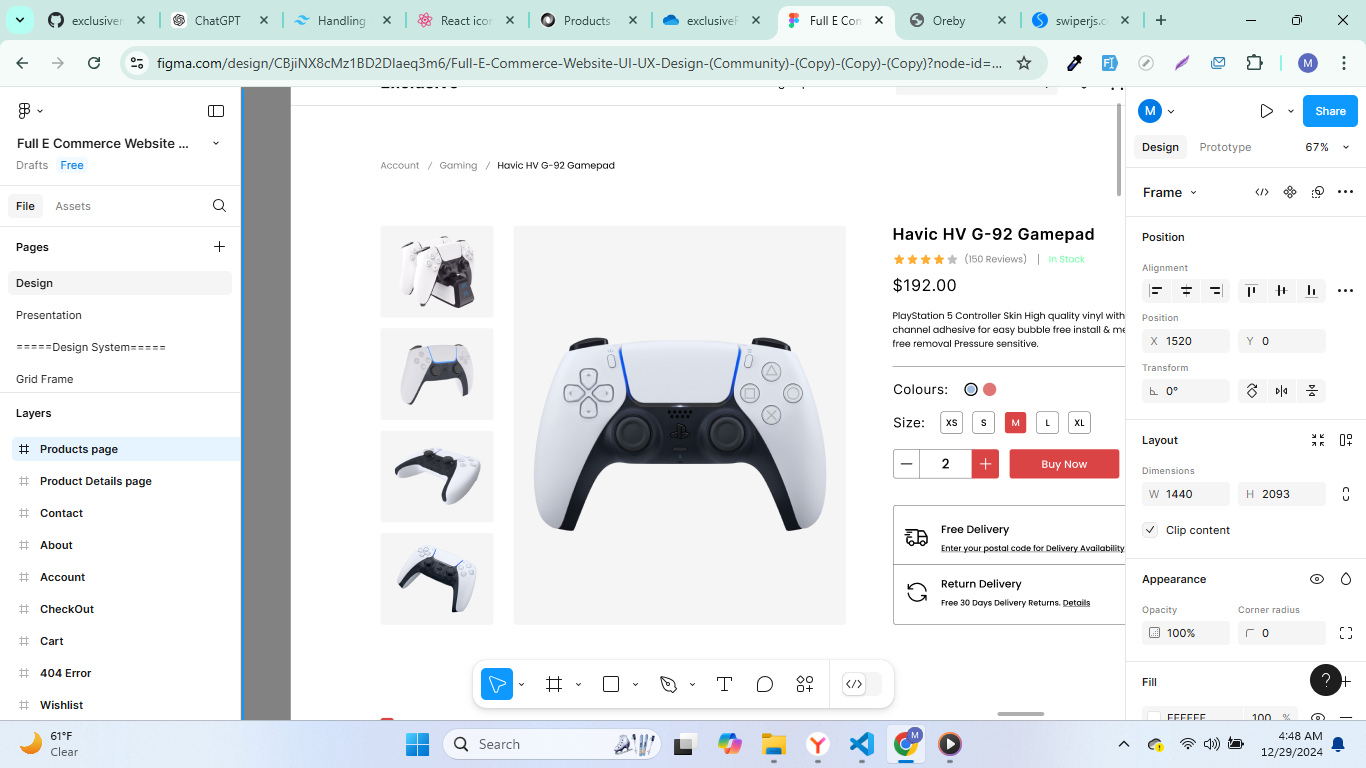 exclusiver
ChatGPT
Handling
React icon
Products
exclusiveF
Full E Com
Oreby
swiperjs.c
figma.com/design/CBjiNX8cMz1BD2DIaeq3m6/Full-E-Commerce-Website-UI-UX-Design-(Community)-(Copy)-(Copy)-(Copy)?node-id=...
M
Full E Commerce Website ...
Drafts Free
File Assets
Pages
Design
Presentation
=====Design System=====
Grid Frame
Layers
Products page
Product Details page
Contact
About
Account
CheckOut
Cart
404 Error
Wishlist
Account / Gaming / Havic HV G-92 Gamepad
Havic HV G-92 Gamepad
(150 Reviews) | In Stock
$192.00
PlayStation 5 Controller Skin High quality vinyl with
channel adhesive for easy bubble free install & me
free removal Pressure sensitive.
Colours:
Size: XS S M L XL
2 Buy Now
Free Delivery
Enter your postal code for Delivery Availability
Return Delivery
Free 30 Days Delivery Returns. Details
M Share
Design Prototype 67%
Frame
Position
Alignment
Position
X 1520 Y 0
Transform
0°
Layout
Dimensions
W 1440 H 2093
Clip content
Appearance
Opacity Corner radius
100% 0
Fill
FFFFFF 100 %
?
61°F
Clear
Search
M
4:48 AM
12/29/2024